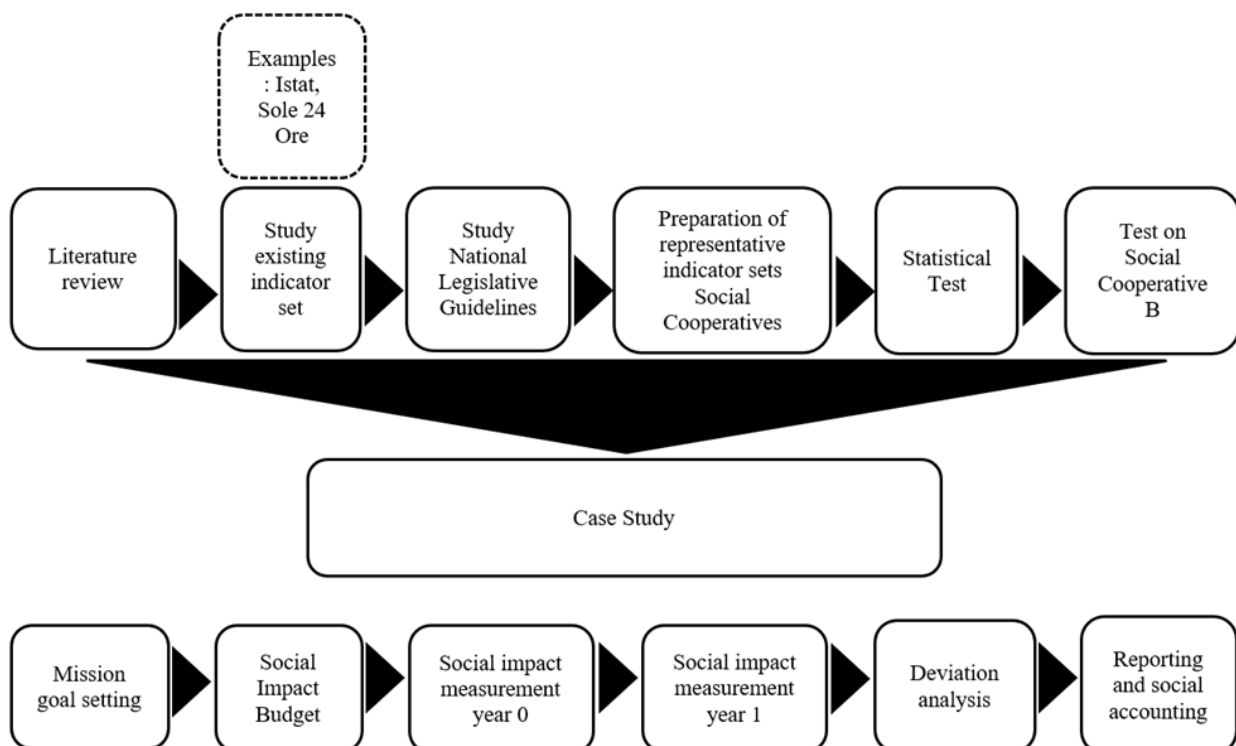 Examples
: Istat,
Sole 24
Ore
Literature
review
Study
existing
indicator
set
Study
National
Legislative
Guidelines
Preparation of
representative
indicator sets
Social
Cooperatives
Statistical
Test
Test on
Social
Cooperative
B
Case Study
Mission
goal setting
Social
Impact
Budget
Social impact
measurement
year 0
Social impact
measurement
year 1
Deviation
analysis
Reporting
and social
accounting